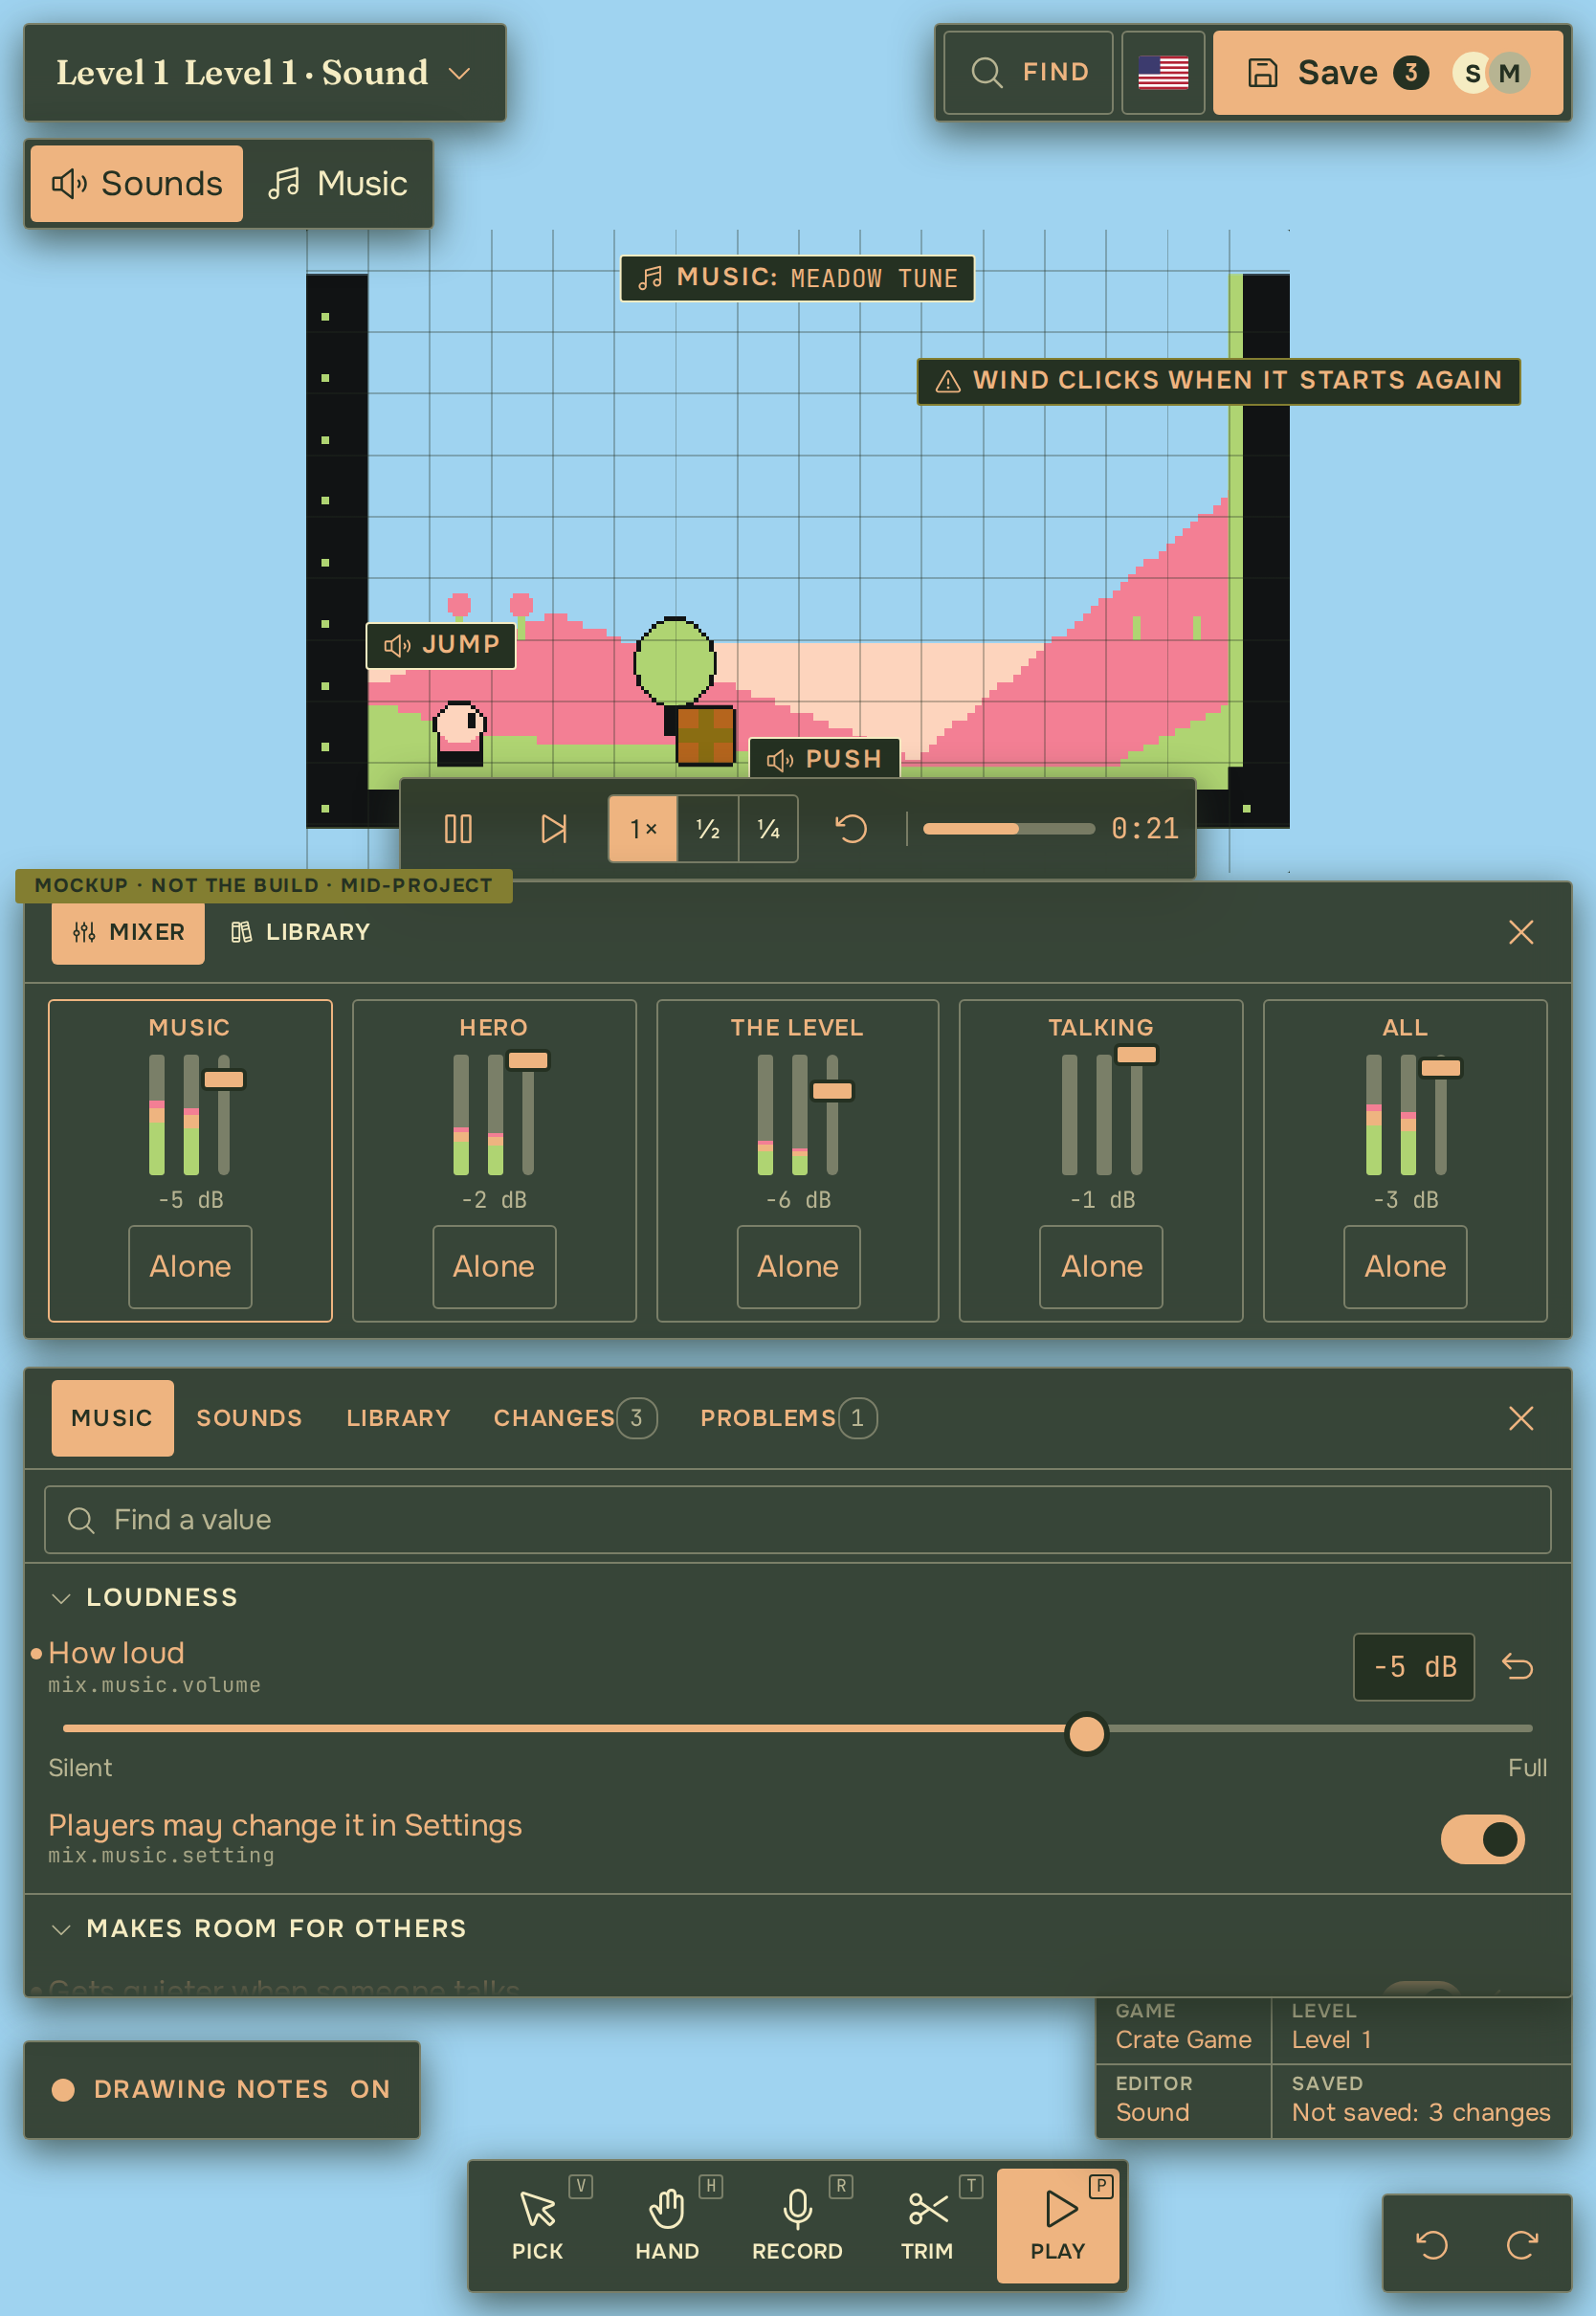 Level 1 Level 1 · Sound
FIND
Save 3 S M
Sounds
Music
MUSIC: MEADOW TUNE
WIND CLICKS WHEN IT STARTS AGAIN
JUMP
PUSH
1× ½ ¼
0:21
MOCKUP · NOT THE BUILD · MID-PROJECT
MIXER
LIBRARY
MUSIC
HERO
THE LEVEL
TALKING
ALL
-5 dB
-2 dB
-6 dB
-1 dB
-3 dB
Alone
Alone
Alone
Alone
Alone
MUSIC
SOUNDS
LIBRARY
CHANGES 3
PROBLEMS 1
Find a value
LOUDNESS
How loud
mix.music.volume
-5 dB
Silent
Full
Players may change it in Settings
mix.music.setting
MAKES ROOM FOR OTHERS
Gets quieter when someone talks
GAME
Crate Game
LEVEL
Level 1
EDITOR
Sound
SAVED
Not saved: 3 changes
DRAWING NOTES ON
V
PICK
H
HAND
R
RECORD
T
TRIM
P
PLAY